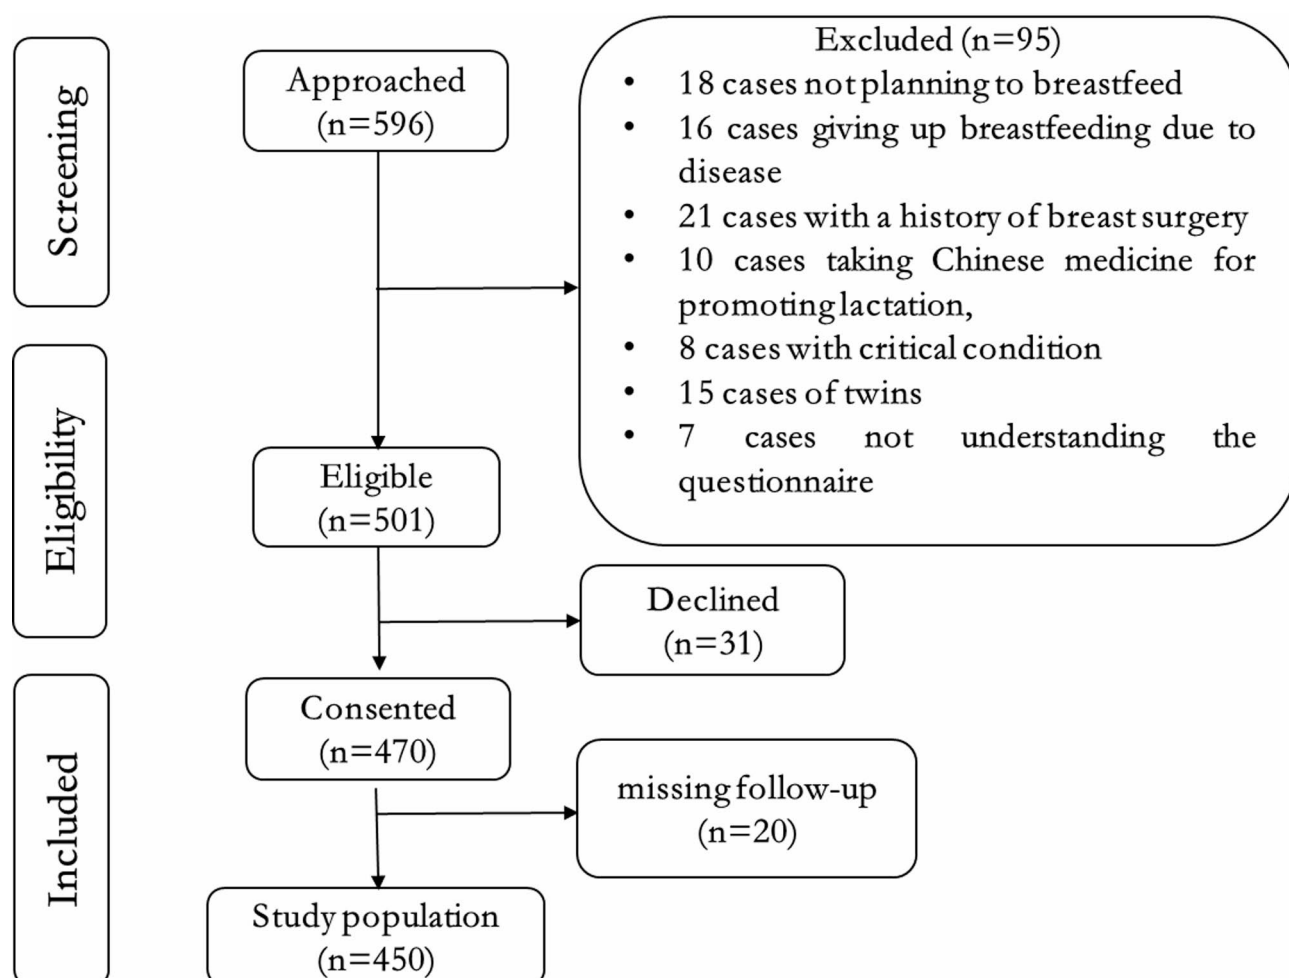 Screening
Approached
(n=596)
Excluded (n=95)
• 18 cases not planning to breastfeed
• 16 cases giving up breastfeeding due to
disease
• 21 cases with a history of breast surgery
• 10 cases taking Chinese medicine for
promoting lactation,
• 8 cases with critical condition
• 15 cases of twins
• 7 cases not understanding the
questionnaire
Eligibility
Eligible
(n=501)
Declined
(n=31)
Included
Consented
(n=470)
missing follow-up
(n=20)
Study population
(n=450)